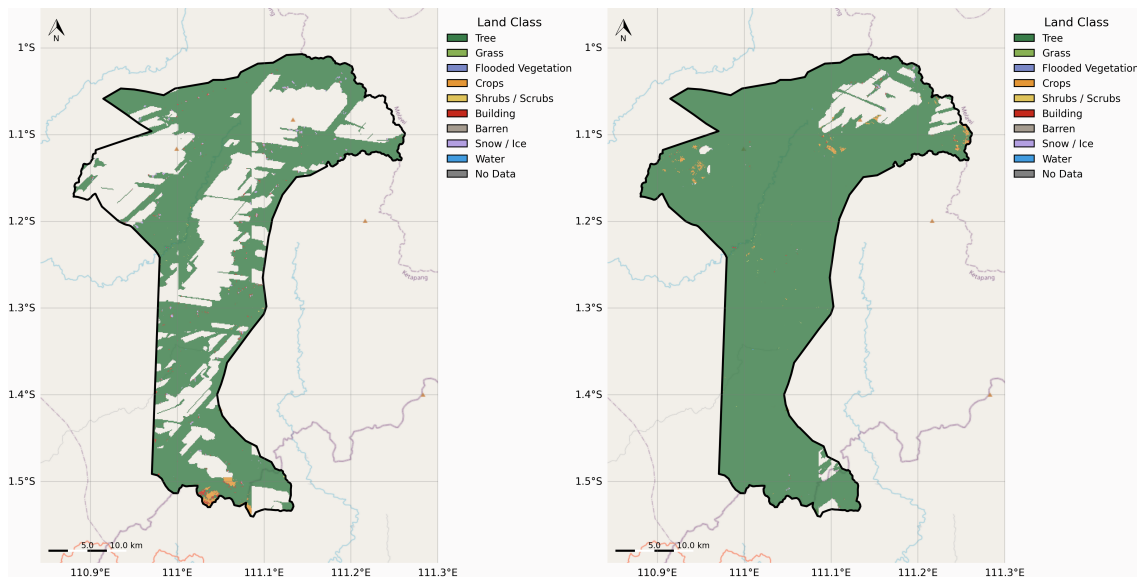 N
1°S
1.1°S
1.2°S
1.3°S
1.4°S
1.5°S
110.9°E 111°E 111.1°E 111.2°E 111.3°E
5.0 10.0 km
Ketapang
Land Class
Tree
Grass
Flooded Vegetation
Crops
Shrubs / Scrubs
Building
Barren
Snow / Ice
Water
No Data
N
1°S
1.1°S
1.2°S
1.3°S
1.4°S
1.5°S
110.9°E 111°E 111.1°E 111.2°E 111.3°E
5.0 10.0 km
Ketapang
Land Class
Tree
Grass
Flooded Vegetation
Crops
Shrubs / Scrubs
Building
Barren
Snow / Ice
Water
No Data